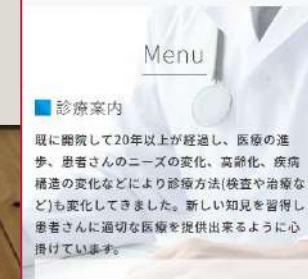 Menu
診療案内
既に開院して20年以上が経過し、医療の進
歩、患者さんのニーズの変化、高齢化、疾病
構造の変化などにより診療方法(検査や治療な
ど)も変化してきました。新しい知見を習得し
患者さんに適切な医療を提供出来るように心
掛けています。